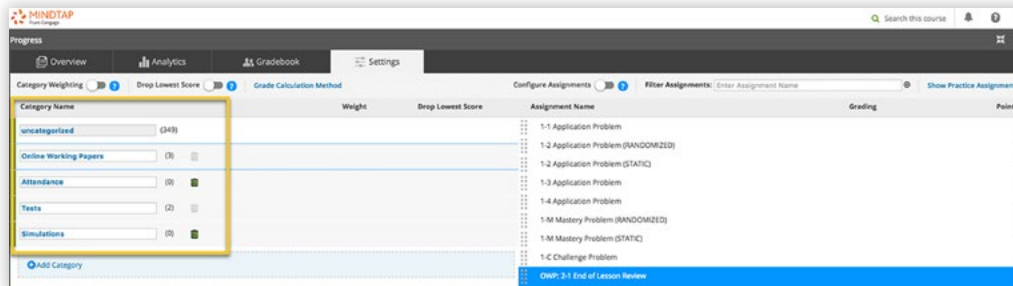 MINDTAP
From Cengage
Search this course
Progress
Overview
Analytics
Gradebook
Settings
Category Weighting
Drop Lowest Score
Grade Calculation Method
Configure Assignments
Filter Assignments: Enter Assignment Name
Show Practice Assignmen
Category Name
Weight
Drop Lowest Score
Assignment Name
Grading
Poin
uncategorized (349)
Online Working Papers (3)
Attendance (0)
Tests (2)
Simulations (0)
Add Category
1-1 Application Problem
1-2 Application Problem (RANDOMIZED)
1-2 Application Problem (STATIC)
1-3 Application Problem
1-4 Application Problem
1-M Mastery Problem (RANDOMIZED)
1-M Mastery Problem (STATIC)
1-C Challenge Problem
OWP: 2-1 End of Lesson Review